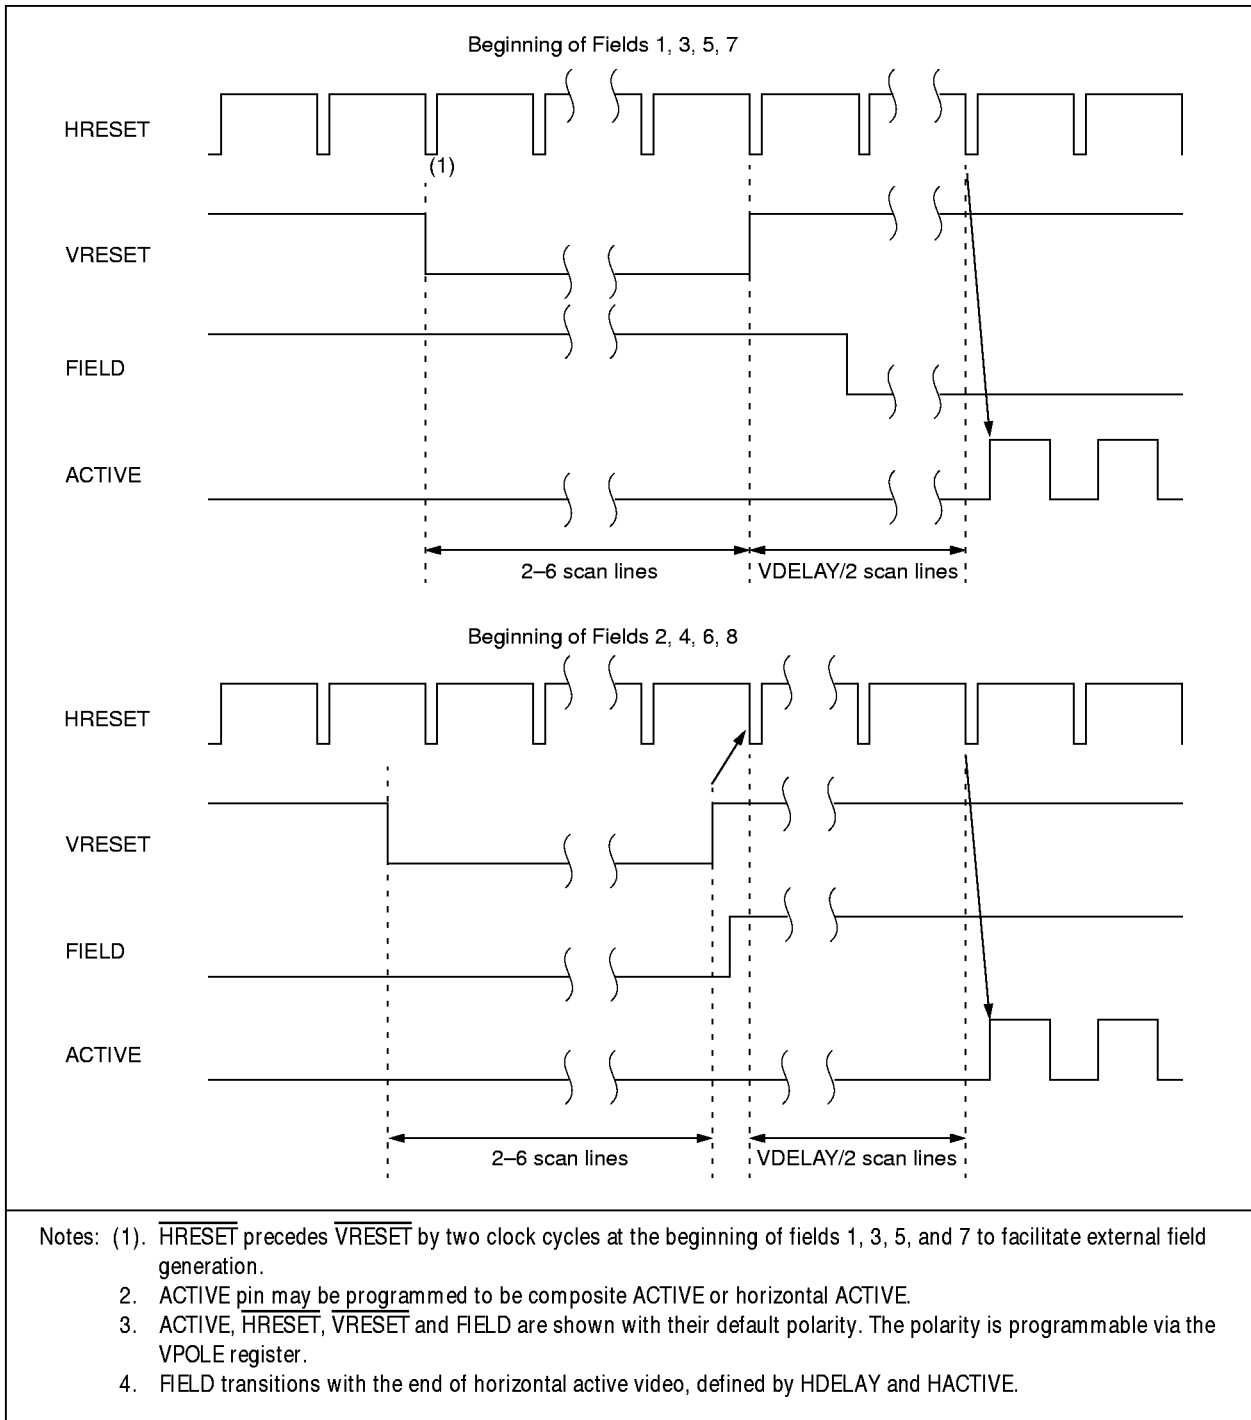 Beginning of Fields 1, 3, 5, 7
HRESET
(1)
VRESET
FIELD
ACTIVE
2–6 scan lines
VDELAY/2 scan lines
Beginning of Fields 2, 4, 6, 8
HRESET
VRESET
FIELD
ACTIVE
2–6 scan lines
VDELAY/2 scan lines
Notes: (1). HRESET precedes VRESET by two clock cycles at the beginning of fields 1, 3, 5, and 7 to facilitate external field
generation.
2. ACTIVE pin may be programmed to be composite ACTIVE or horizontal ACTIVE.
3. ACTIVE, HRESET, VRESET and FIELD are shown with their default polarity. The polarity is programmable via the
VPOLE register.
4. FIELD transitions with the end of horizontal active video, defined by HDELAY and HACTIVE.